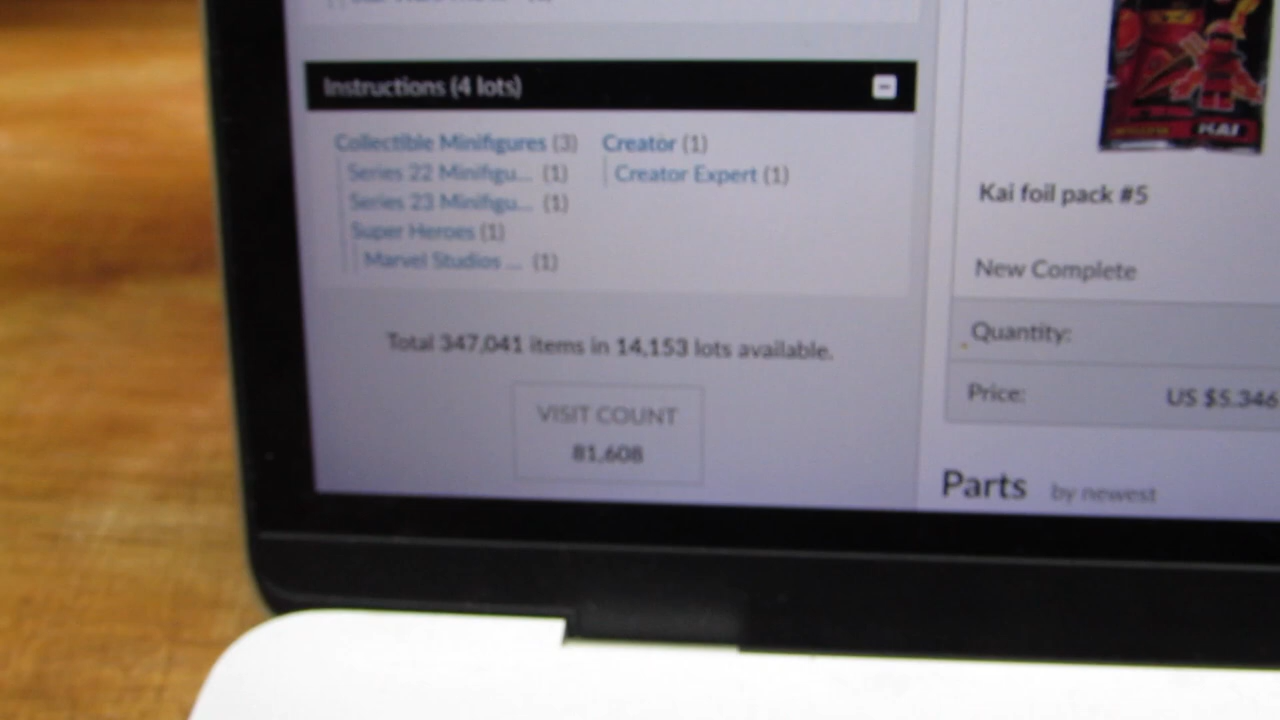 Instructions (4 lots)
Collectible Minifigures (3)
Series 22 Minifigu... (1)
Series 23 Minifigu... (1)
Super Heroes (1)
Marvel Studios ... (1)
Creator (1)
Creator Expert (1)
Total 347,041 items in 14,153 lots available.
VISIT COUNT
81,608
KAI
Kai foil pack #5
New Complete
Quantity:
Price: US $5.346
Parts by newest